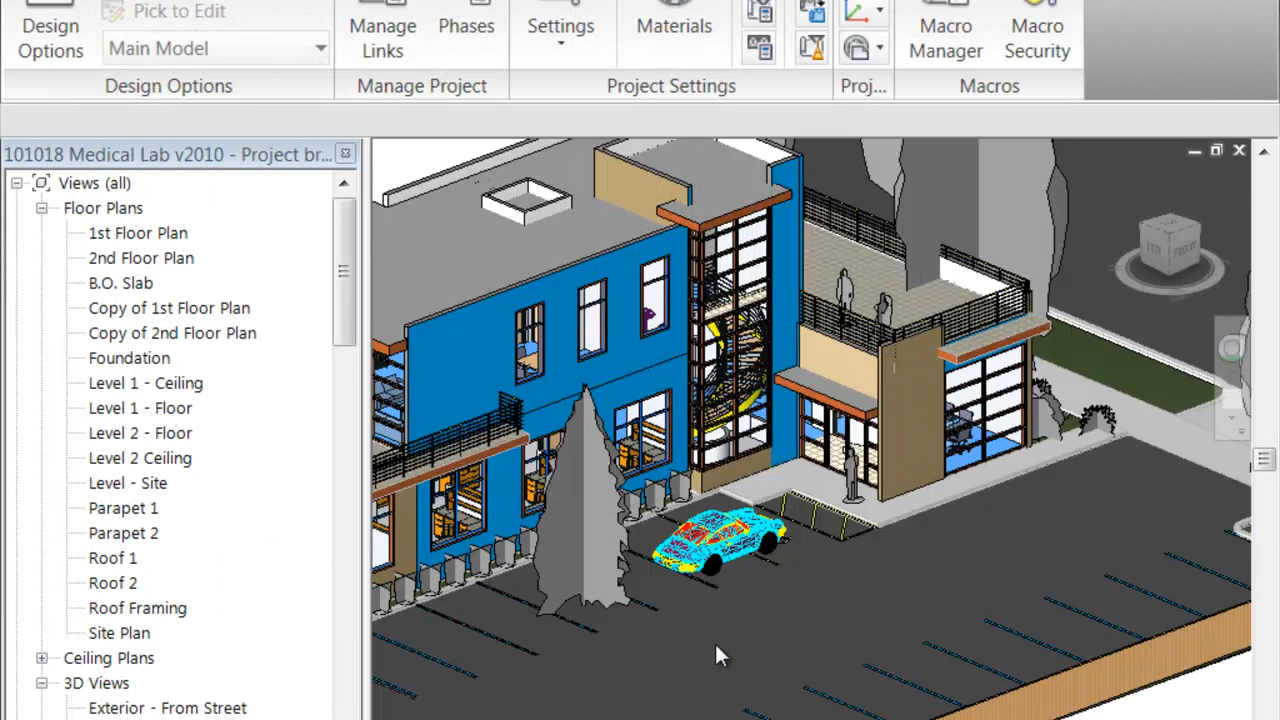 Pick to Edit
Design Options
Main Model
Manage Links
Phases
Settings
Materials
Macro Manager
Macro Security
Design Options
Manage Project
Project Settings
Proj...
Macros
101018 Medical Lab v2010 - Project br...
Views (all)
Floor Plans
1st Floor Plan
2nd Floor Plan
B.O. Slab
Copy of 1st Floor Plan
Copy of 2nd Floor Plan
Foundation
Level 1 - Ceiling
Level 1 - Floor
Level 2 - Floor
Level 2 Ceiling
Level - Site
Parapet 1
Parapet 2
Roof 1
Roof 2
Roof Framing
Site Plan
Ceiling Plans
3D Views
Exterior - From Street